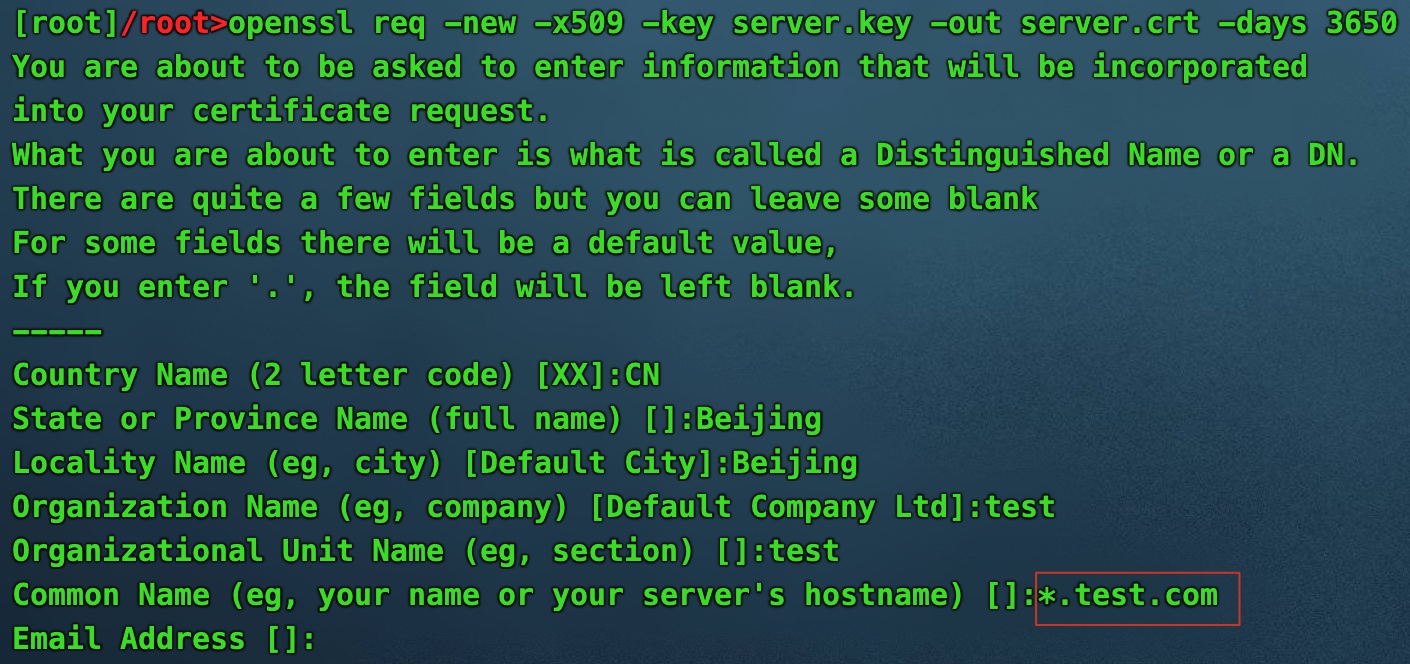 [root]/root>openssl req -new -x509 -key server.key -out server.crt -days 3650
You are about to be asked to enter information that will be incorporated
into your certificate request.
What you are about to enter is what is called a Distinguished Name or a DN.
There are quite a few fields but you can leave some blank
For some fields there will be a default value,
If you enter '.', the field will be left blank.
-----
Country Name (2 letter code) [XX]:CN
State or Province Name (full name) []:Beijing
Locality Name (eg, city) [Default City]:Beijing
Organization Name (eg, company) [Default Company Ltd]:test
Organizational Unit Name (eg, section) []:test
Common Name (eg, your name or your server's hostname) []:*.test.com
Email Address []: